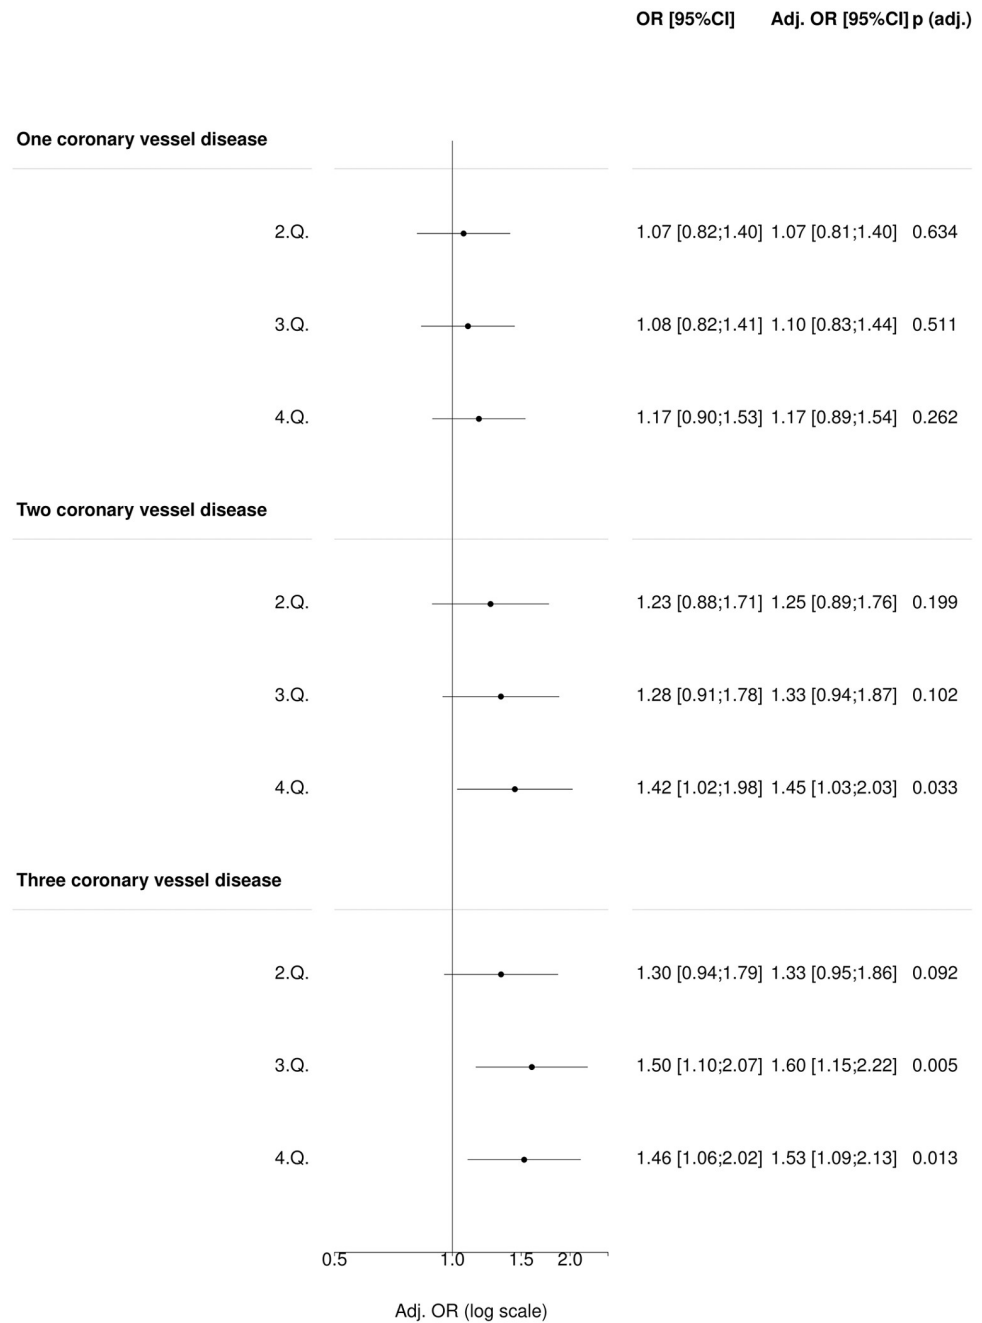 OR [95%CI] Adj. OR [95%CI] p (adj.)
One coronary vessel disease
2.Q. 1.07 [0.82;1.40] 1.07 [0.81;1.40] 0.634
3.Q. 1.08 [0.82;1.41] 1.10 [0.83;1.44] 0.511
4.Q. 1.17 [0.90;1.53] 1.17 [0.89;1.54] 0.262
Two coronary vessel disease
2.Q. 1.23 [0.88;1.71] 1.25 [0.89;1.76] 0.199
3.Q. 1.28 [0.91;1.78] 1.33 [0.94;1.87] 0.102
4.Q. 1.42 [1.02;1.98] 1.45 [1.03;2.03] 0.033
Three coronary vessel disease
2.Q. 1.30 [0.94;1.79] 1.33 [0.95;1.86] 0.092
3.Q. 1.50 [1.10;2.07] 1.60 [1.15;2.22] 0.005
4.Q. 1.46 [1.06;2.02] 1.53 [1.09;2.13] 0.013
0.5 1.0 1.5 2.0
Adj. OR (log scale)